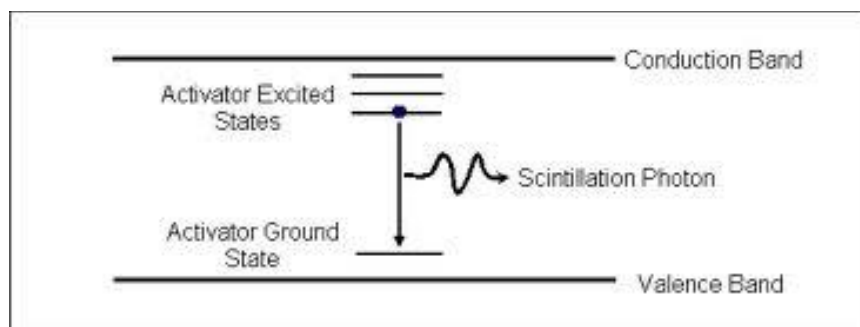 Conduction Band
Activator Excited
States
Scintillation Photon
Activator Ground
State
Valence Band